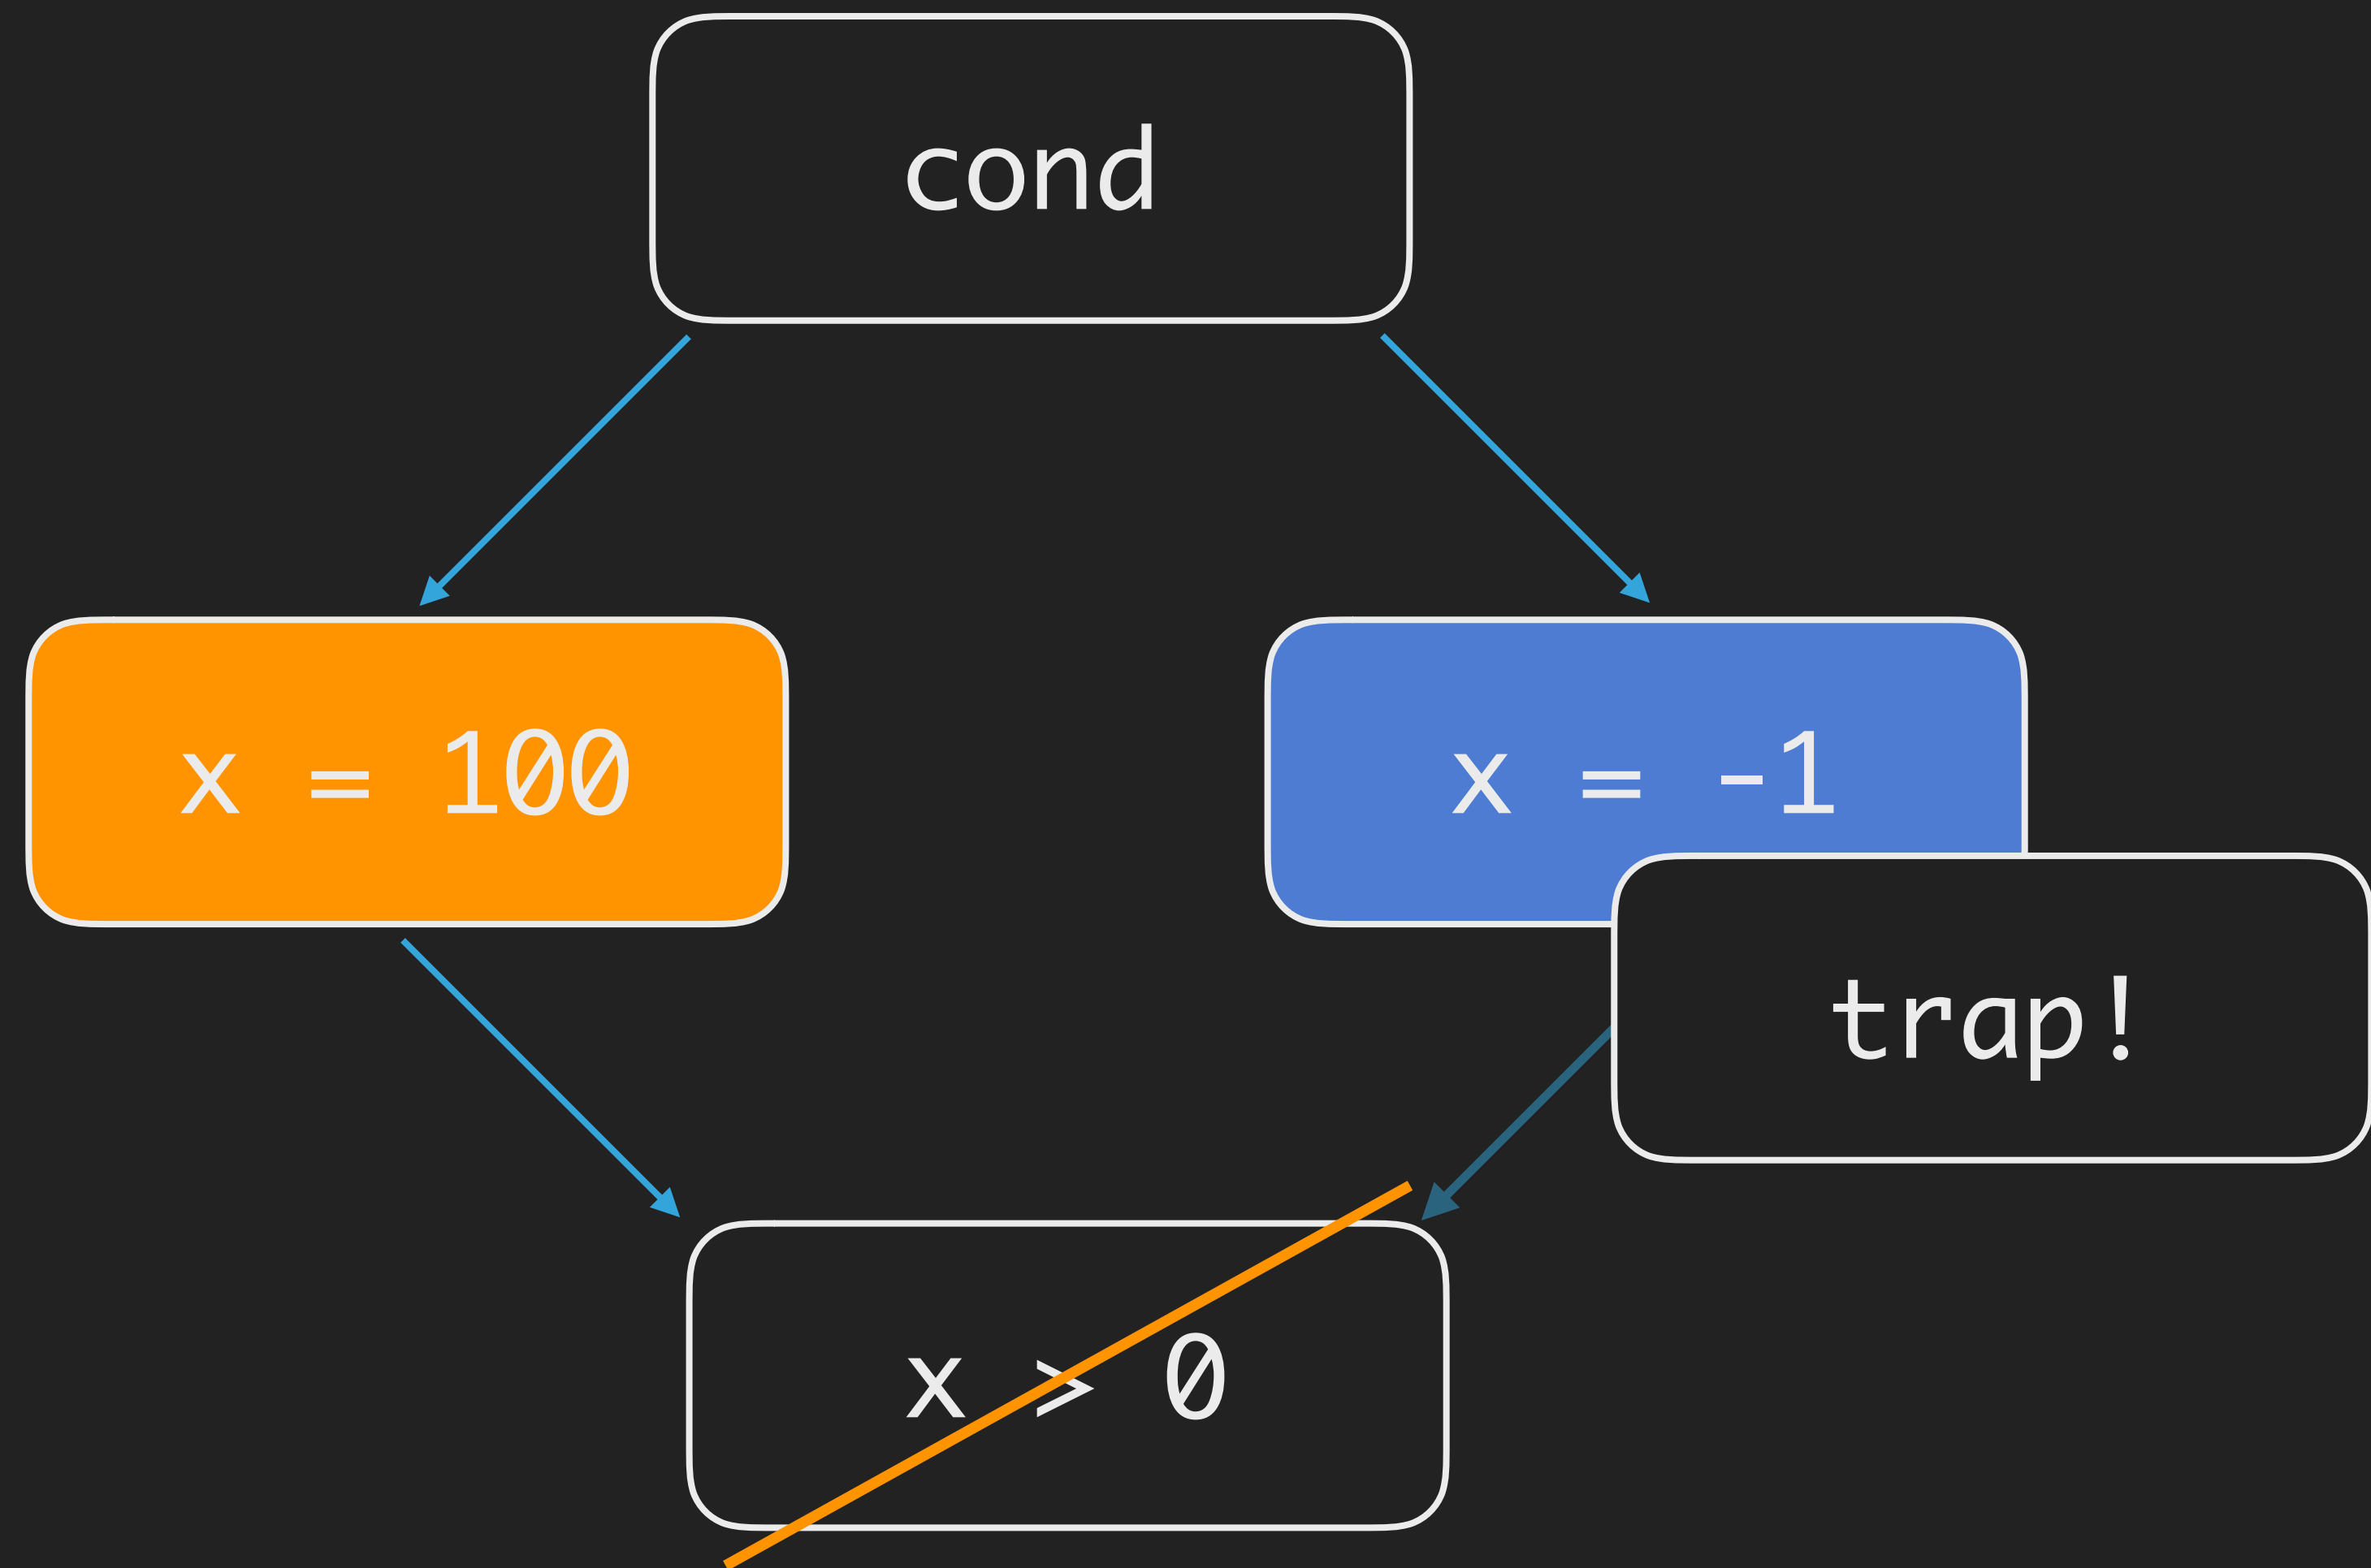 cond
x = 100
x = -1
trap!
x > 0